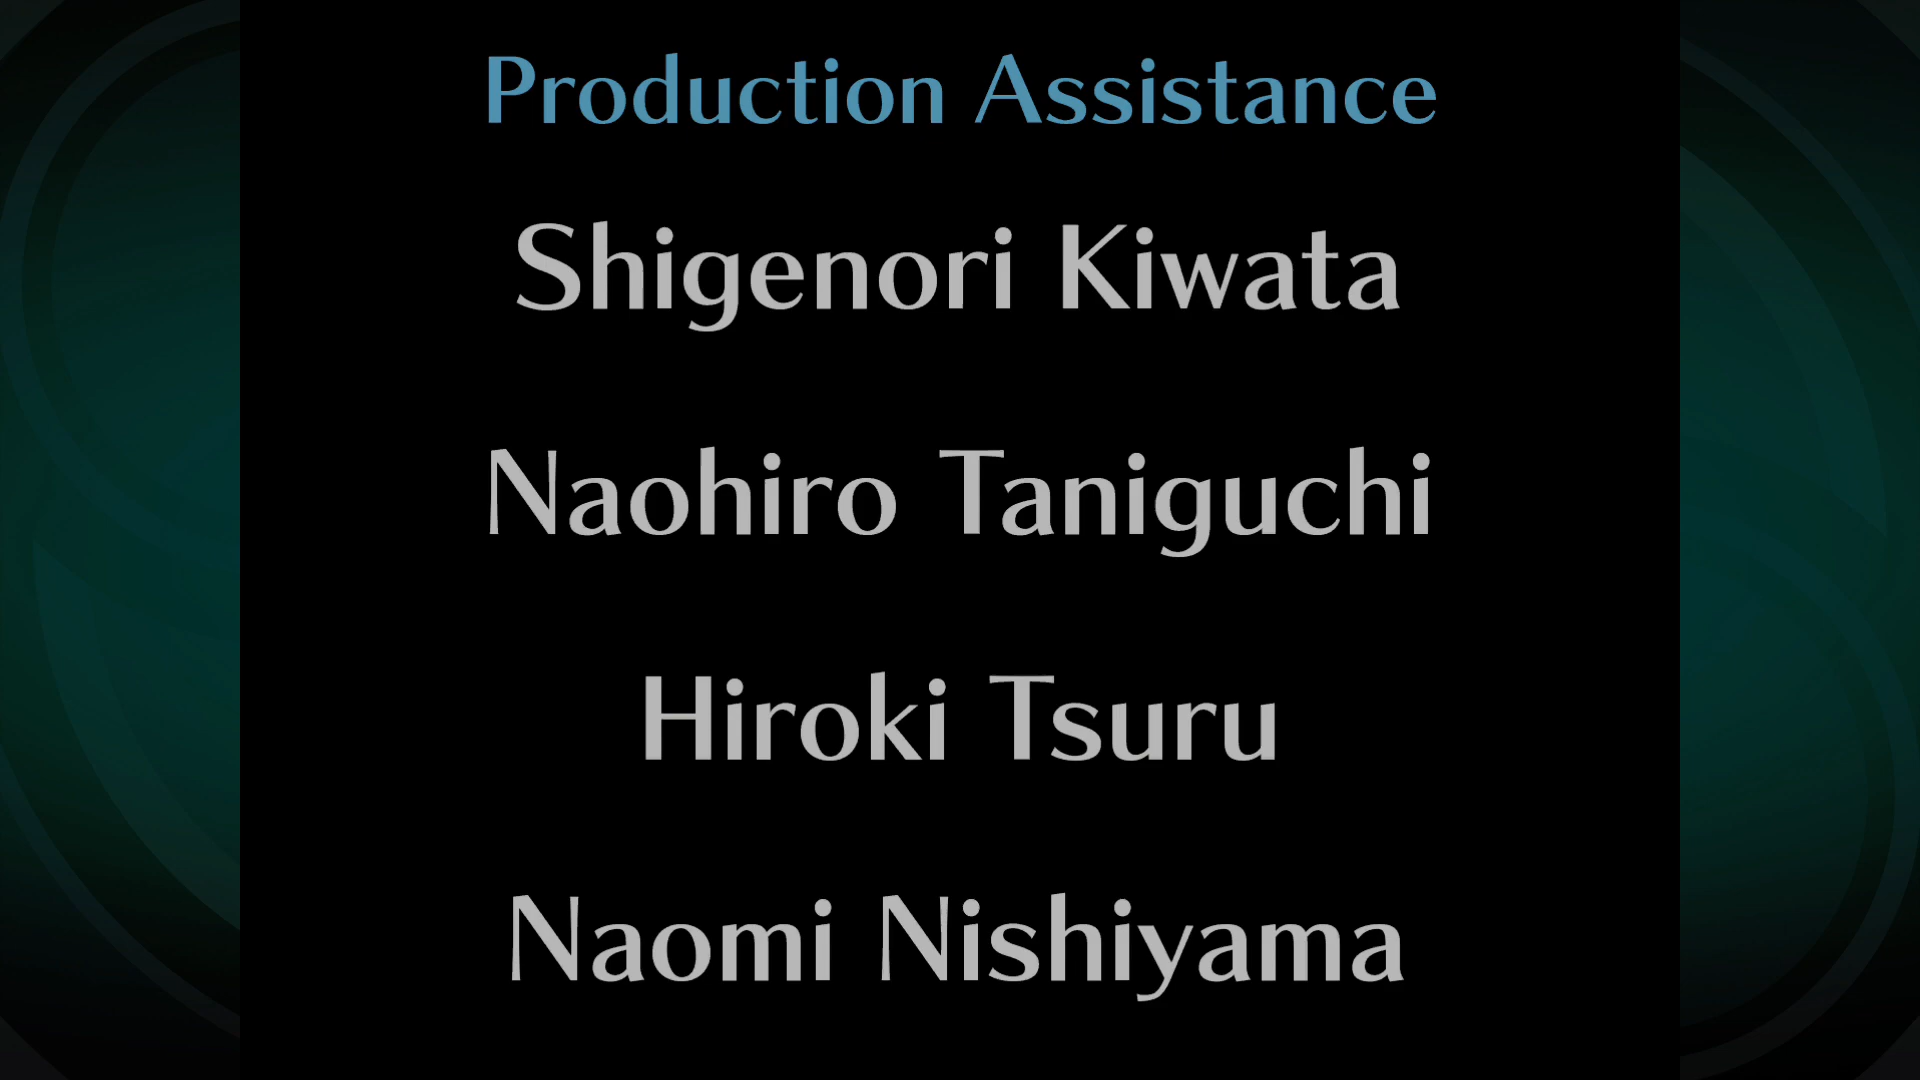 Production Assistance
Shigenori Kiwata
Naohiro Taniguchi
Hiroki Tsuru
Naomi Nishiyama